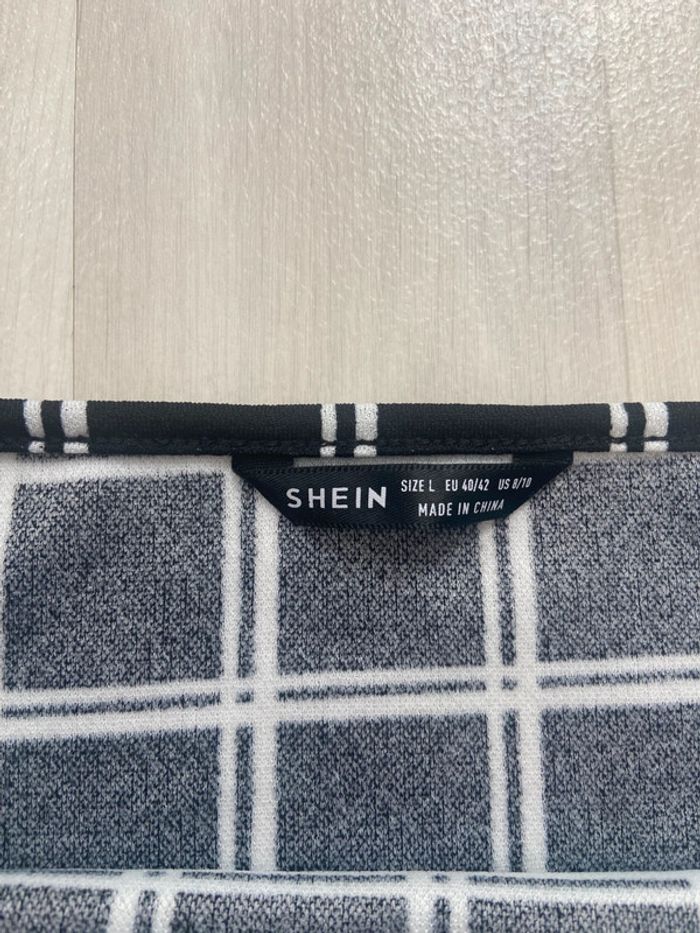 SHEIN
SIZE L EU 40/42 US 8/10
MADE IN CHINA